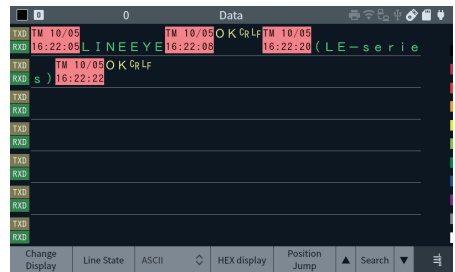 D 0 Data
TXD TM 10/05 TM 10/05 OK CR LF TM 10/05
RXD 16:22:05 LINEEYE 16:22:08 16:22:20 (LE-serie
TXD TM 10/05 OK CR LF
RXD s) 16:22:22
TXD
RXD
TXD
RXD
TXD
RXD
TXD
RXD
TXD
RXD
TXD
RXD
Change Display Line State ASCII HEX display Position Jump ▲ Search ▼